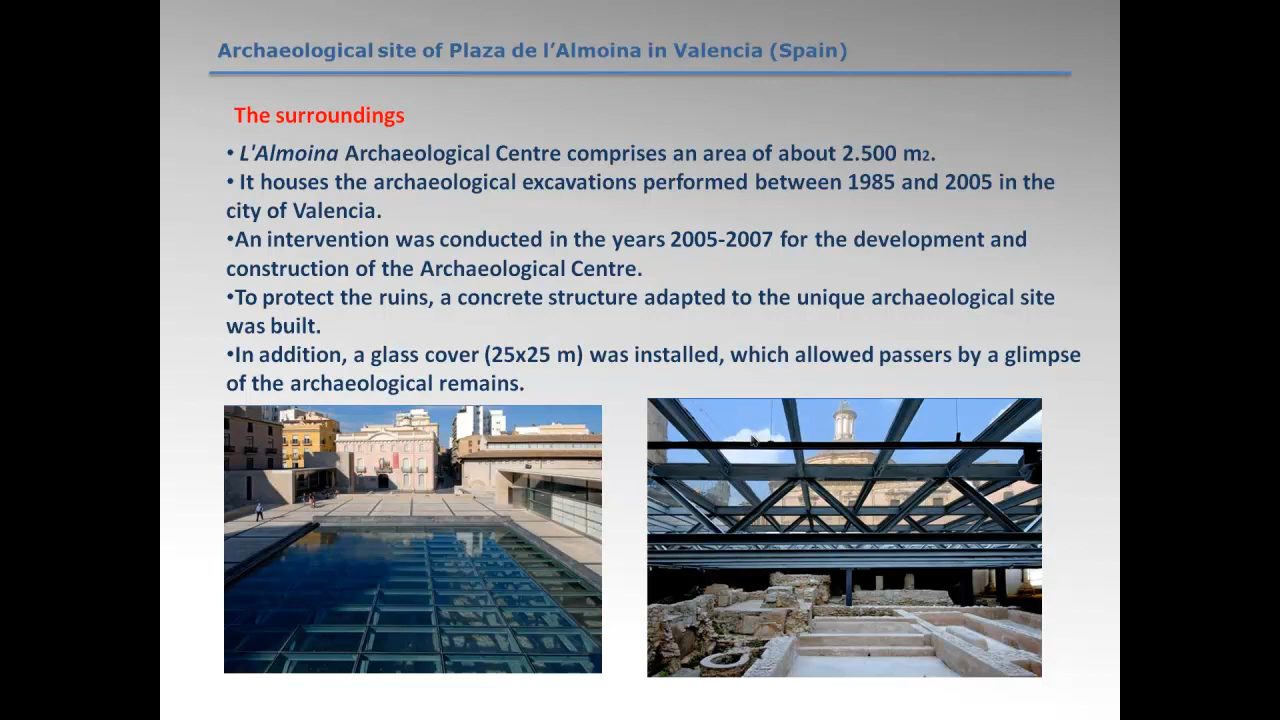 Archaeological site of Plaza de l’Almoina in Valencia (Spain)
The surroundings
• L'Almoina Archaeological Centre comprises an area of about 2.500 m2.
• It houses the archaeological excavations performed between 1985 and 2005 in the
city of Valencia.
•An intervention was conducted in the years 2005-2007 for the development and
construction of the Archaeological Centre.
•To protect the ruins, a concrete structure adapted to the unique archaeological site
was built.
•In addition, a glass cover (25x25 m) was installed, which allowed passers by a glimpse
of the archaeological remains.